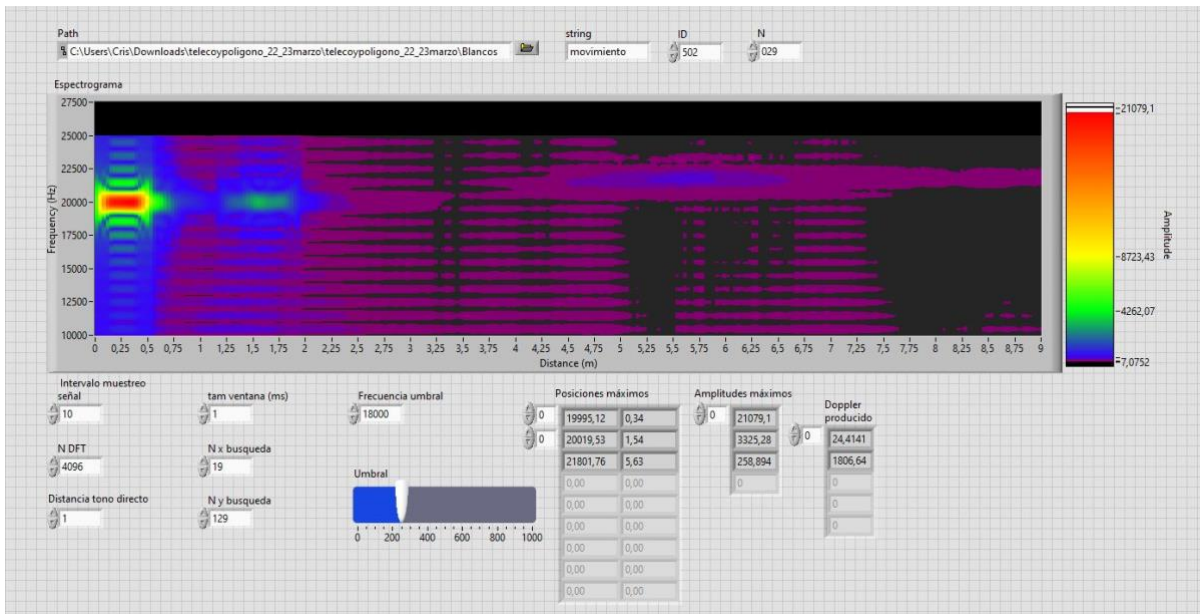 Path
C:\Users\Cris\Downloads\telecoypoligono_22_23marzo\telecoypoligono_22_23marzo\Blancos
string
movimiento
ID
502
N
029
Espectrograma
27500
25000
22500
20000
17500
15000
12500
10000
Frequency (Hz)
0 0,25 0,5 0,75 1 1,25 1,5 1,75 2 2,25 2,5 2,75 3 3,25 3,5 3,75 4 4,25 4,5 4,75 5 5,25 5,5 5,75 6 6,25 6,5 6,75 7 7,25 7,5 7,75 8 8,25 8,5 8,75 9
Distance (m)
21079,1
8723,43
4262,07
7,0752
Amplitude
Intervalo muestreo
señal
10
tam ventana (ms)
1
Frecuencia umbral
18000
N DFT
4096
N x busqueda
19
Distancia tono directo
1
N y busqueda
129
Umbral
0 200 400 600 800 1000
Posiciones máximos
0
0
19995,12 0,34
20019,53 1,54
21801,76 5,63
0,00 0,00
0,00 0,00
0,00 0,00
0,00 0,00
0,00 0,00
0,00 0,00
Amplitudes máximos
0
21079,1
3325,28
258,894
0
Doppler
producido
0
24,4141
1806,64
0
0
0